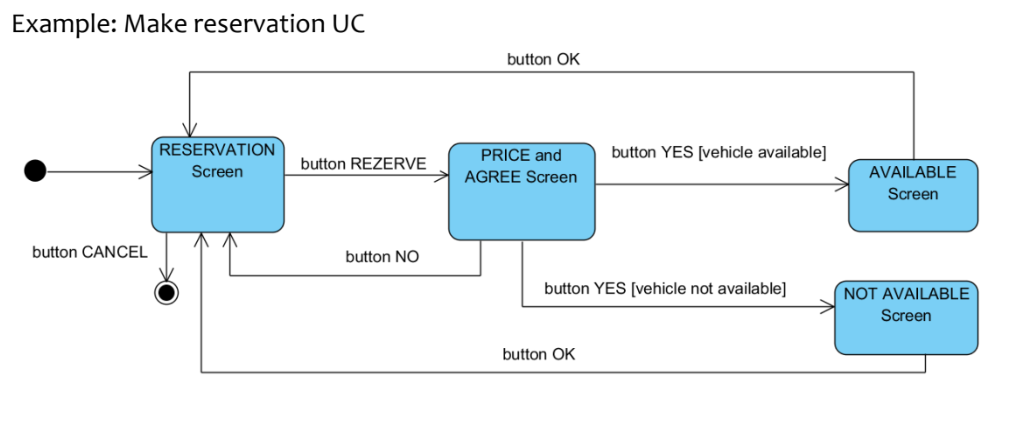 Example: Make reservation UC
button OK
RESERVATION
Screen
button REZERVE
PRICE and
AGREE Screen
button YES [vehicle available]
AVAILABLE
Screen
button CANCEL
button NO
button YES [vehicle not available]
NOT AVAILABLE
Screen
button OK